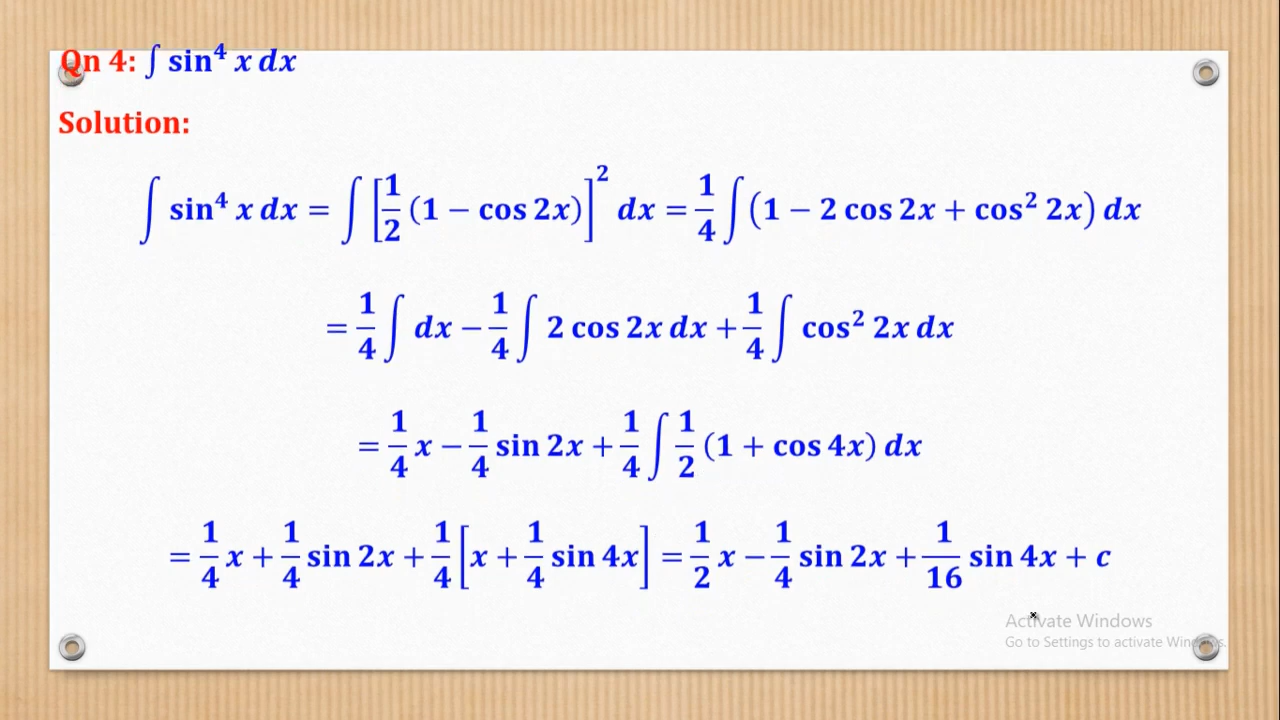 Qn 4: ∫ sin⁴ x dx
Solution:
∫ sin⁴ x dx = ∫ [1/2 (1 − cos 2x)]² dx = 1/4 ∫ (1 − 2 cos 2x + cos² 2x) dx
= 1/4 ∫ dx − 1/4 ∫ 2 cos 2x dx + 1/4 ∫ cos² 2x dx
= 1/4 x − 1/4 sin 2x + 1/4 ∫ 1/2 (1 + cos 4x) dx
= 1/4 x + 1/4 sin 2x + 1/4 [x + 1/4 sin 4x] = 1/2 x − 1/4 sin 2x + 1/16 sin 4x + c
Activate Windows
Go to Settings to activate Windows.